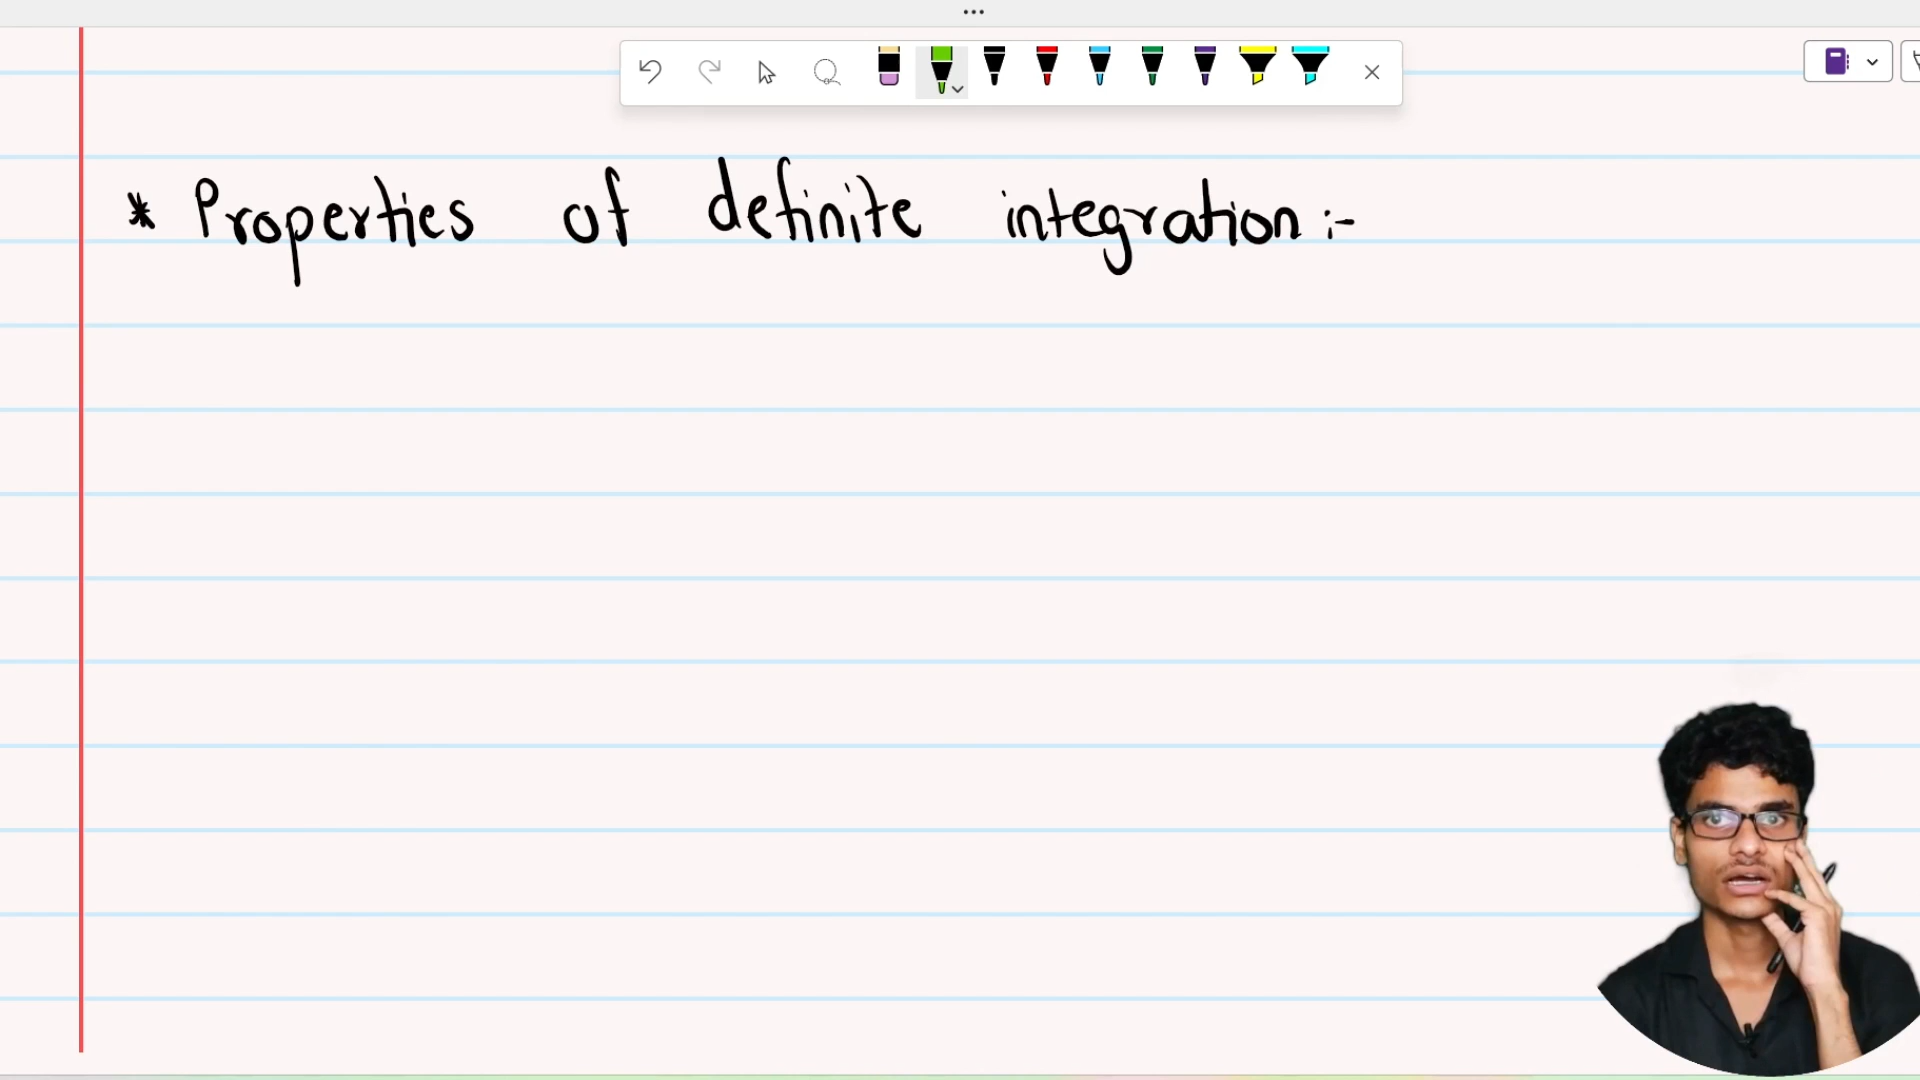 * Properties of definite integration :-